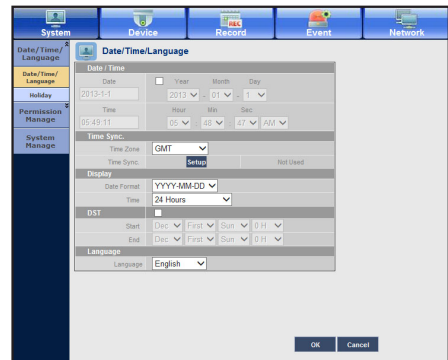 System Device Record Event Network
REC
Date/Time/
Language
Date/Time/
Language
Holiday
Permission
Manage
System
Manage
Date/Time/Language
Date / Time
Date Year Month Day
2013-1-1 2013 - 01 - 1
Time Hour Min Sec
05:49:11 05 : 48 : 47 AM
Time Sync.
Time Zone GMT
Time Sync. Setup Not Used
Display
Date Format YYYY-MM-DD
Time 24 Hours
DST
Start Dec First Sun 0 H
End Dec First Sun 0 H
Language
Language English
OK Cancel